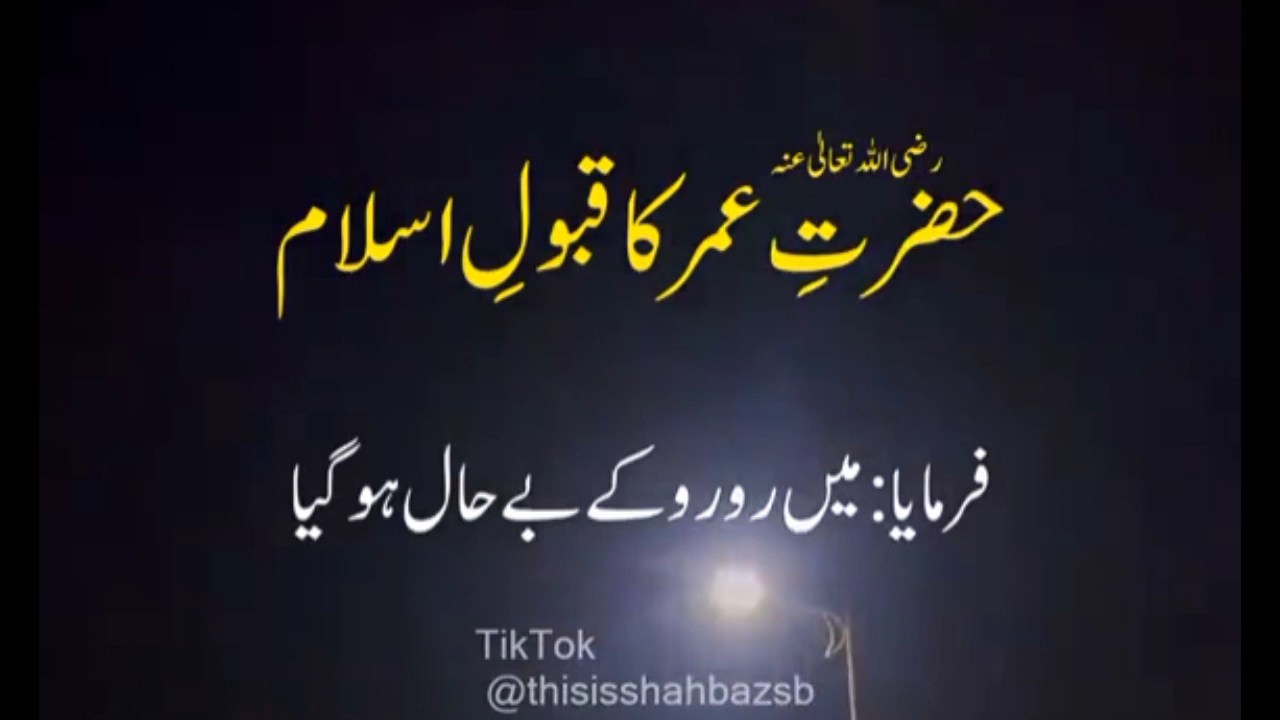 رضی اللہ تعالٰی عنہ
حضرتِ عمر کا قبولِ اسلام
فرمایا: میں رو رو کے بے حال ہو گیا
TikTok
@thisisshahbazsb